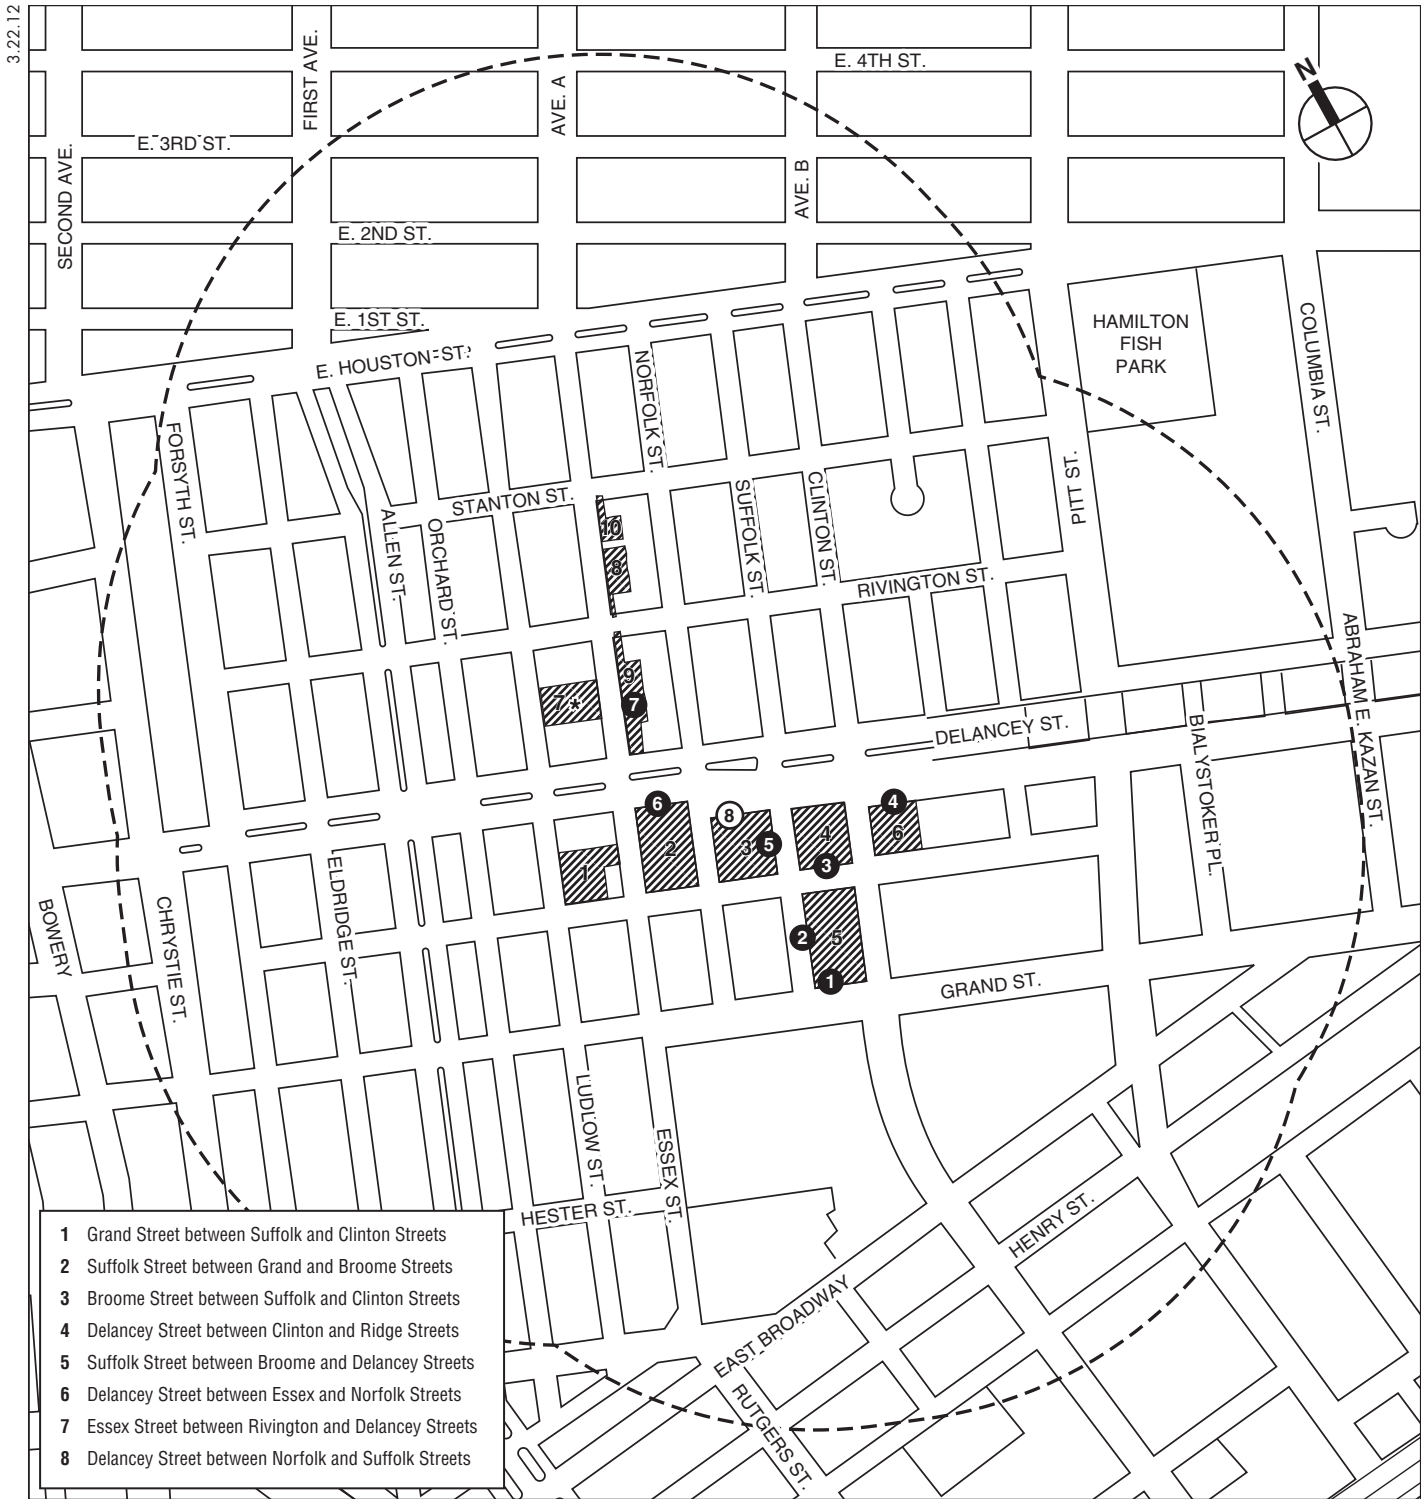 3.22.12
E. 4TH ST.
N
FIRST AVE.
AVE. A
E. 3RD ST.
SECOND AVE.
AVE. B
E. 2ND ST.
E. 1ST ST.
HAMILTON
FISH
PARK
COLUMBIA ST.
E. HOUSTON ST.
NORFOLK ST.
FORSYTH ST.
STANTON ST.
ALLEN ST.
ORCHARD ST.
SUFFOLK ST.
CLINTON ST.
PITT ST.
10
8
RIVINGTON ST.
ABRAHAM E. KAZAN ST.
9
7*
7
DELANCEY ST.
BIALYSTOKER PL.
6
8
4
2
3
5
4
6
3
1
ELDRIDGE ST.
BOWERY
CHRYSTIE ST.
2
5
1
GRAND ST.
LUDLOW ST.
ESSEX ST.
HESTER ST.
HENRY ST.
EAST BROADWAY
RUTGERS ST.
1 Grand Street between Suffolk and Clinton Streets
2 Suffolk Street between Grand and Broome Streets
3 Broome Street between Suffolk and Clinton Streets
4 Delancey Street between Clinton and Ridge Streets
5 Suffolk Street between Broome and Delancey Streets
6 Delancey Street between Essex and Norfolk Streets
7 Essex Street between Rivington and Delancey Streets
8 Delancey Street between Norfolk and Suffolk Streets